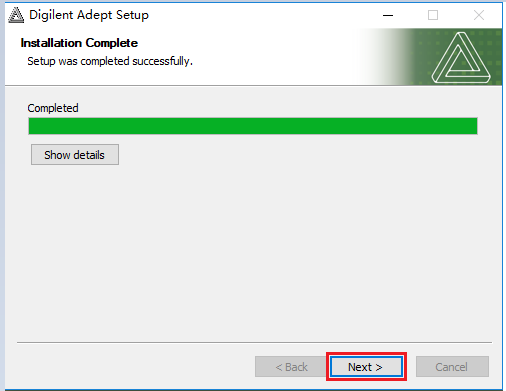 Digilent Adept Setup
Installation Complete
Setup was completed successfully.
Completed
Show details
< Back
Next >
Cancel